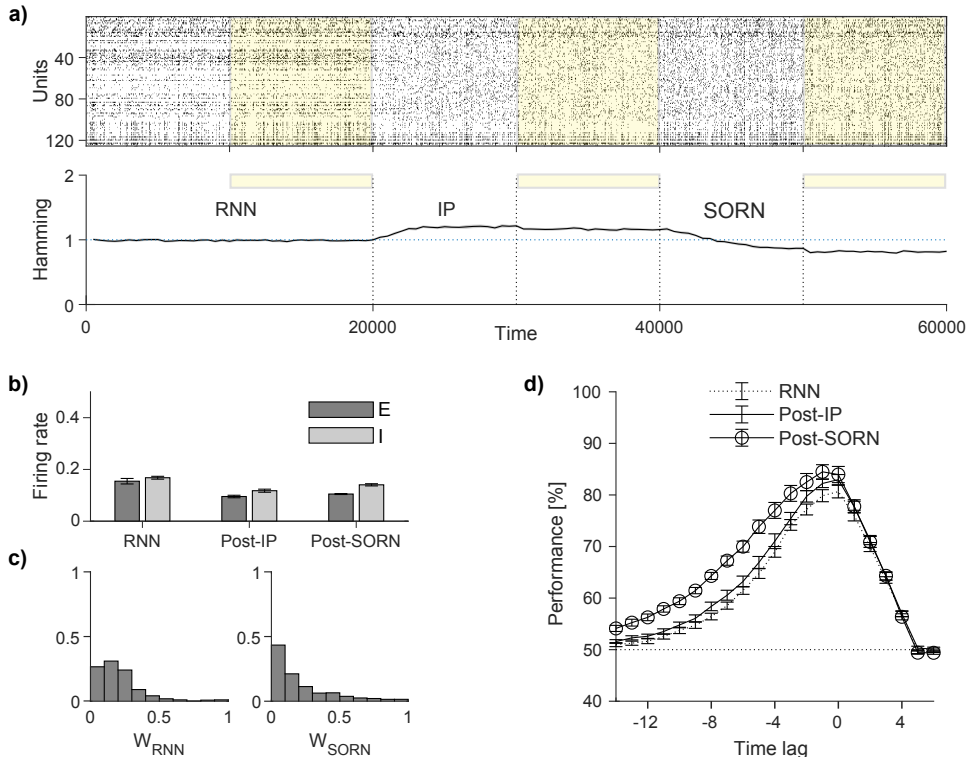 a)
Units
40
80
120
Hamming
2
1
0
RNN
IP
SORN
0
20000
40000
60000
Time
b)
Firing rate
0.4
0.2
0
E
I
RNN
Post-IP
Post-SORN
c)
1
0.5
0
0
0.5
1
W_RNN
1
0.5
0
0
0.5
1
W_SORN
d)
Performance [%]
100
90
80
70
60
50
40
RNN
Post-IP
Post-SORN
-12
-8
-4
0
4
Time lag